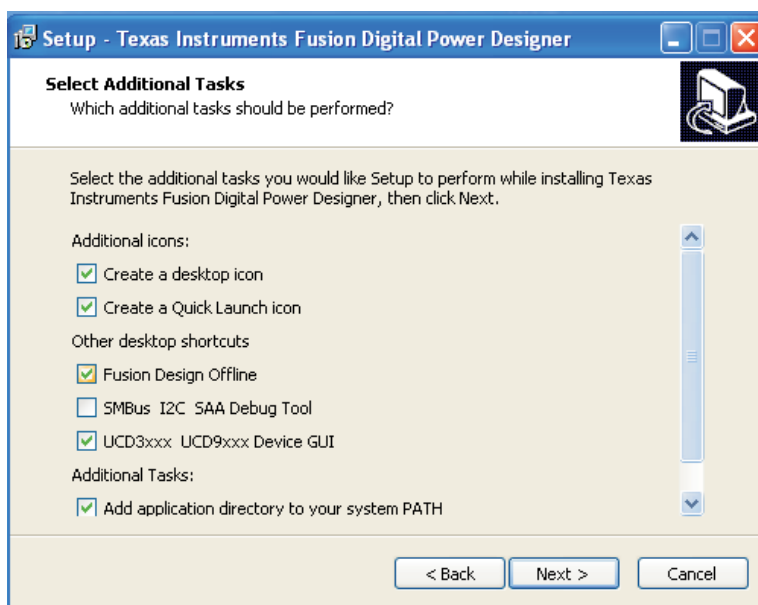 Setup - Texas Instruments Fusion Digital Power Designer
Select Additional Tasks
Which additional tasks should be performed?
Select the additional tasks you would like Setup to perform while installing Texas
Instruments Fusion Digital Power Designer, then click Next.
Additional icons:
Create a desktop icon
Create a Quick Launch icon
Other desktop shortcuts
Fusion Design Offline
SMBus I2C SAA Debug Tool
UCD3xxx UCD9xxx Device GUI
Additional Tasks:
Add application directory to your system PATH
< Back Next > Cancel